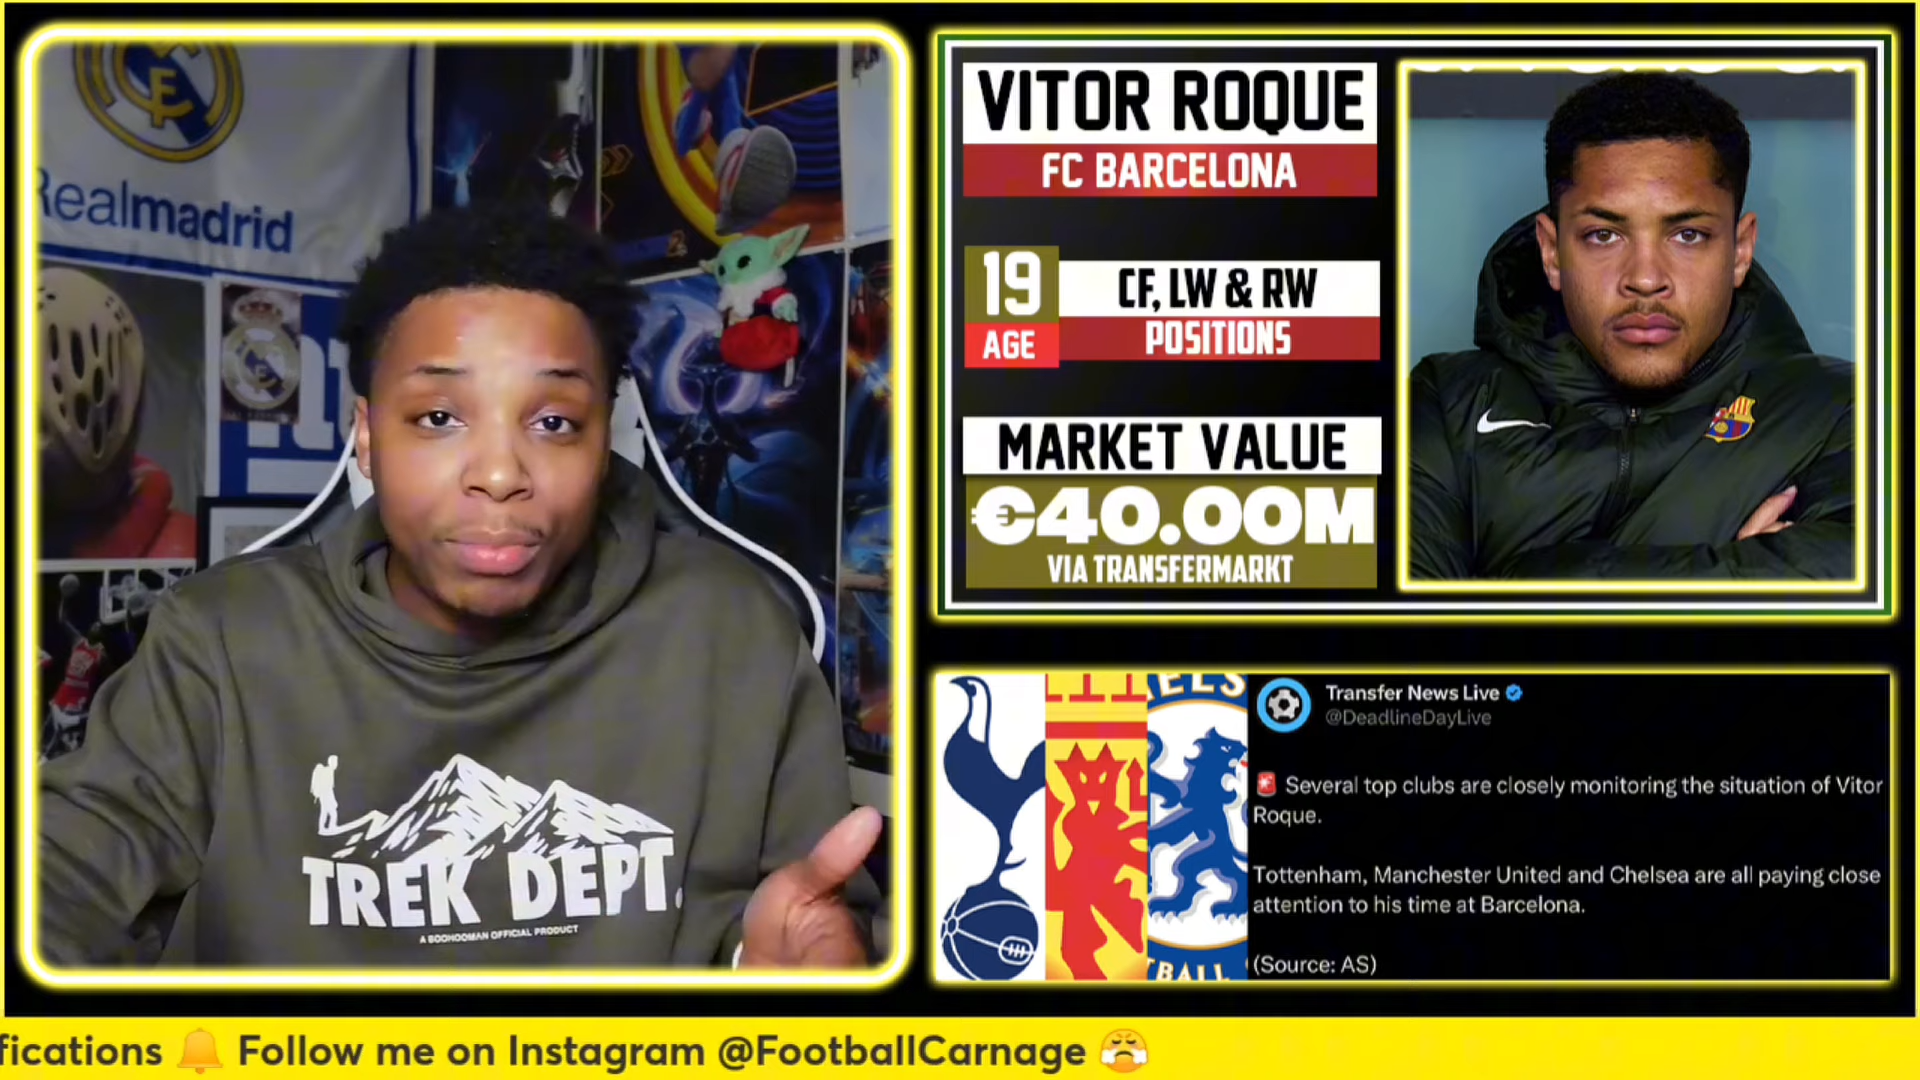 Realmadrid
TREK DEPT.
A BOOHOOMAN OFFICIAL PRODUCT
VITOR ROQUE
FC BARCELONA
19
AGE
CF, LW & RW
POSITIONS
MARKET VALUE
€40.00M
VIA TRANSFERMARKT
Transfer News Live
@DeadlineDayLive
🚨 Several top clubs are closely monitoring the situation of Vitor
Roque.
Tottenham, Manchester United and Chelsea are all paying close
attention to his time at Barcelona.
(Source: AS)
ELS
TBALL
fications 🔔 Follow me on Instagram @FootballCarnage 😤